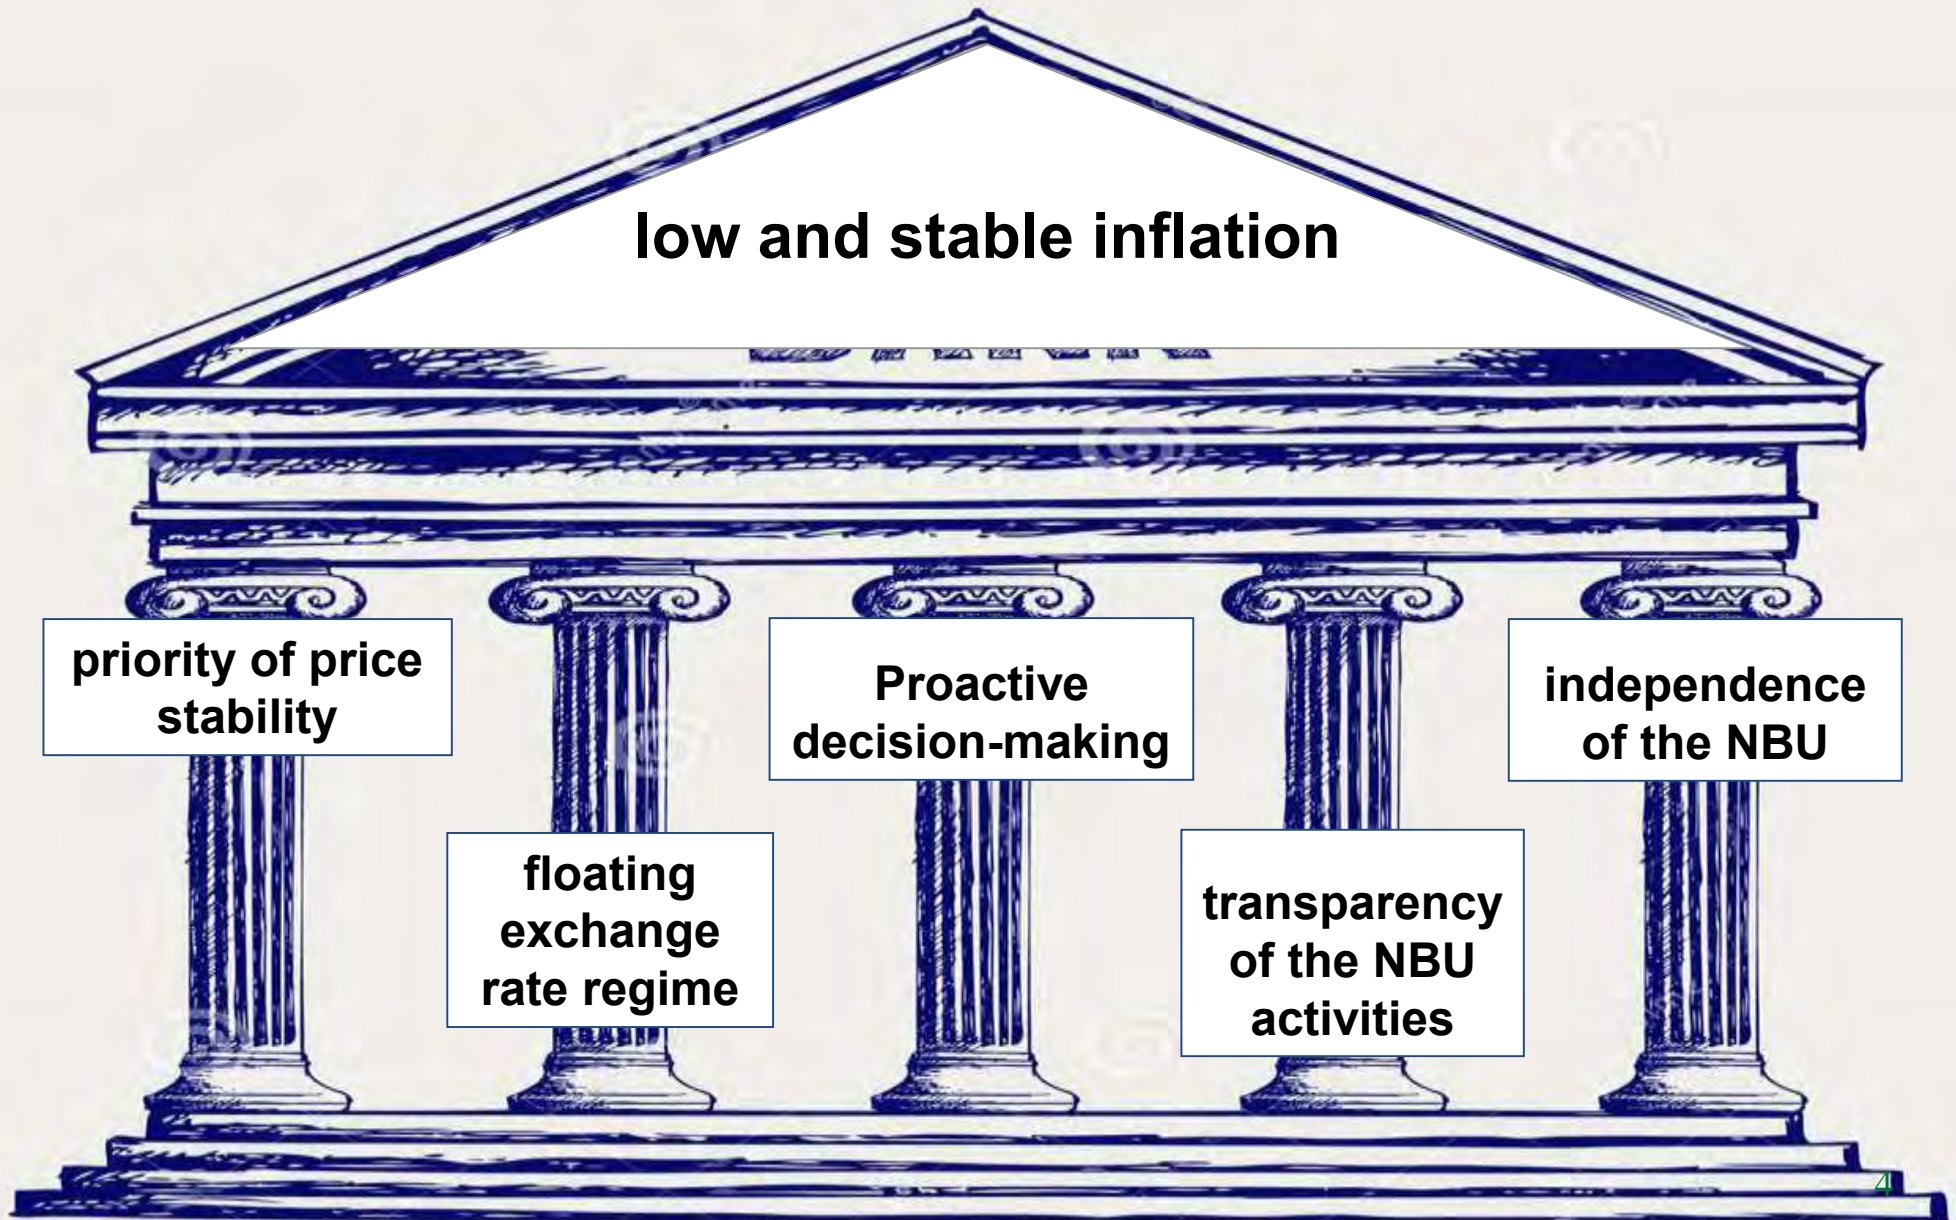 low and stable inflation
priority of price
stability
floating
exchange
rate regime
Proactive
decision-making
transparency
of the NBU
activities
independence
of the NBU
4